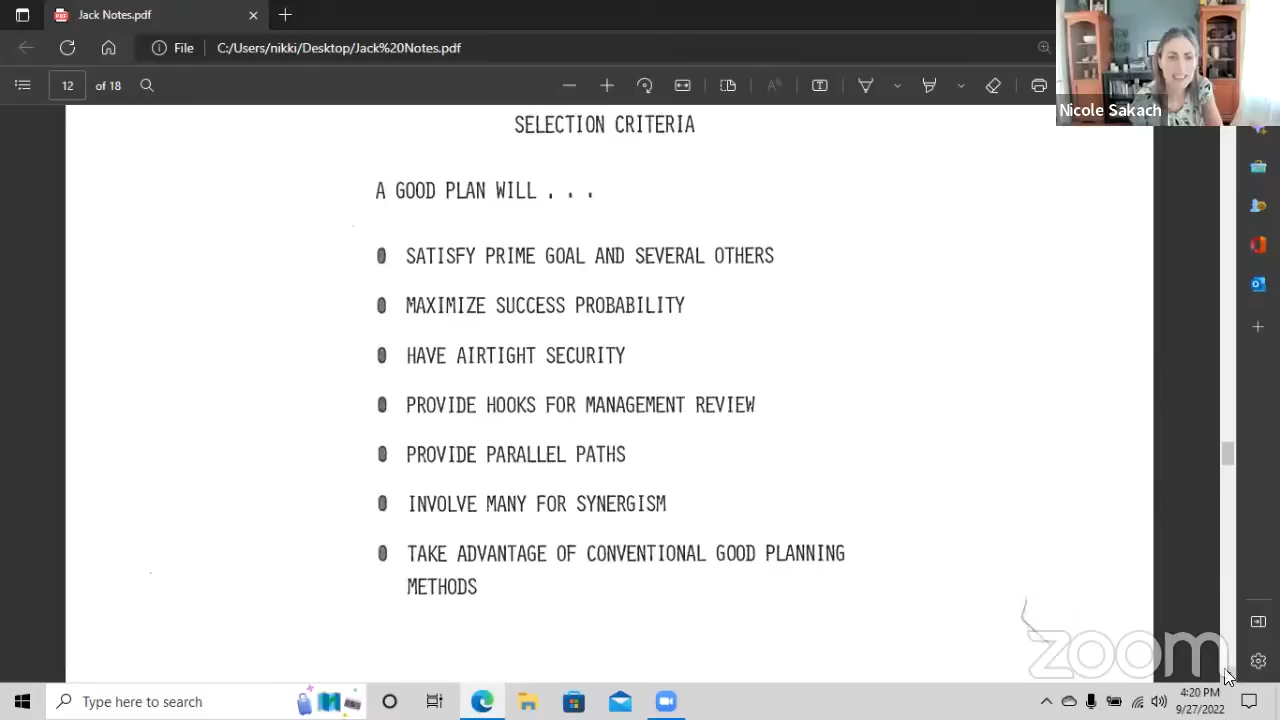 Jack Notes.pdf
File C:/Users/nikki/Desktop/Jack%20Notes.pdf
12 of 18
Nicole Sakach
SELECTION CRITERIA
A GOOD PLAN WILL . . .
SATISFY PRIME GOAL AND SEVERAL OTHERS
MAXIMIZE SUCCESS PROBABILITY
HAVE AIRTIGHT SECURITY
PROVIDE HOOKS FOR MANAGEMENT REVIEW
PROVIDE PARALLEL PATHS
INVOLVE MANY FOR SYNERGISM
TAKE ADVANTAGE OF CONVENTIONAL GOOD PLANNING
METHODS
zoom
Type here to search
4:20 PM
9/27/2022